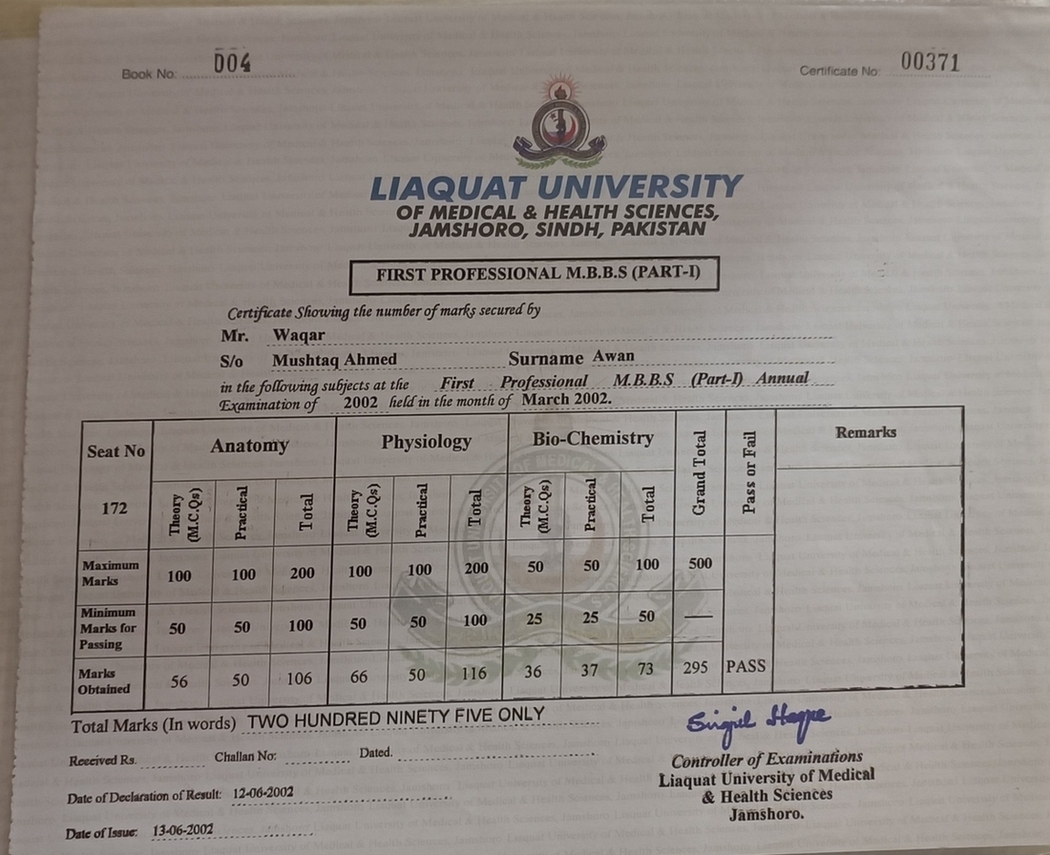 Book No: D04
Certificate No: 00371
LIAQUAT UNIVERSITY
OF MEDICAL & HEALTH SCIENCES,
JAMSHORO, SINDH, PAKISTAN
FIRST PROFESSIONAL M.B.B.S (PART-I)
Certificate Showing the number of marks secured by
Mr. Waqar
S/o Mushtaq Ahmed Surname Awan
in the following subjects at the First Professional M.B.B.S (Part-I) Annual
Examination of 2002 held in the month of March 2002.
Seat No Anatomy Physiology Bio-Chemistry Grand Total Pass or Fail Remarks
172 Theory (M.C.Qs) Practical Total Theory (M.C.Qs) Practical Total Theory (M.C.Qs) Practical Total
Maximum Marks 100 100 200 100 100 200 50 50 100 500
Minimum Marks for Passing 50 50 100 50 50 100 25 25 50 —
Marks Obtained 56 50 106 66 50 116 36 37 73 295 PASS
Total Marks (In words) TWO HUNDRED NINETY FIVE ONLY
Received Rs. Challan No: Dated.
Controller of Examinations
Liaquat University of Medical
& Health Sciences
Jamshoro.
Date of Declaration of Result: 12-06-2002
Date of Issue: 13-06-2002